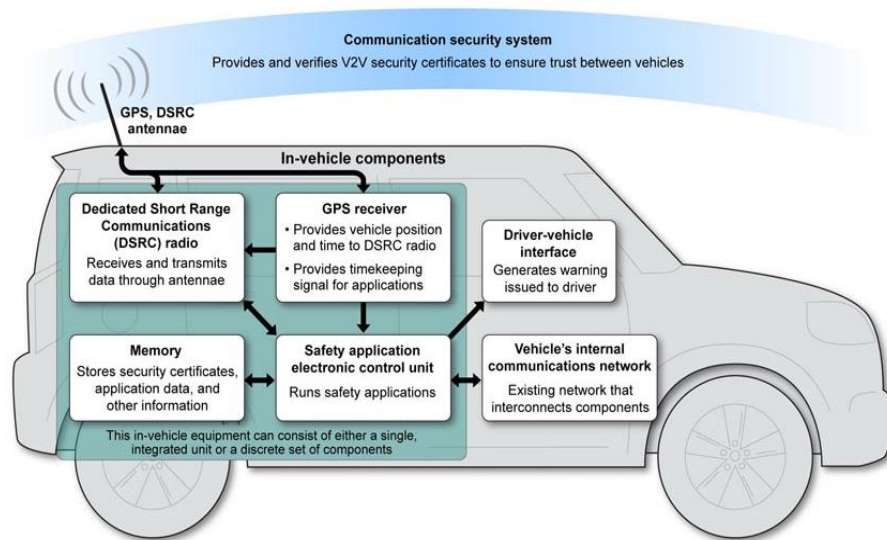 Communication security system
Provides and verifies V2V security certificates to ensure trust between vehicles
GPS, DSRC
antennae
In-vehicle components
Dedicated Short Range
Communications
(DSRC) radio
Receives and transmits
data through antennae
GPS receiver
• Provides vehicle position
and time to DSRC radio
• Provides timekeeping
signal for applications
Driver-vehicle
interface
Generates warning
issued to driver
Memory
Stores security certificates,
application data, and
other information
Safety application
electronic control unit
Runs safety applications
Vehicle's internal
communications network
Existing network that
interconnects components
This in-vehicle equipment can consist of either a single,
integrated unit or a discrete set of components